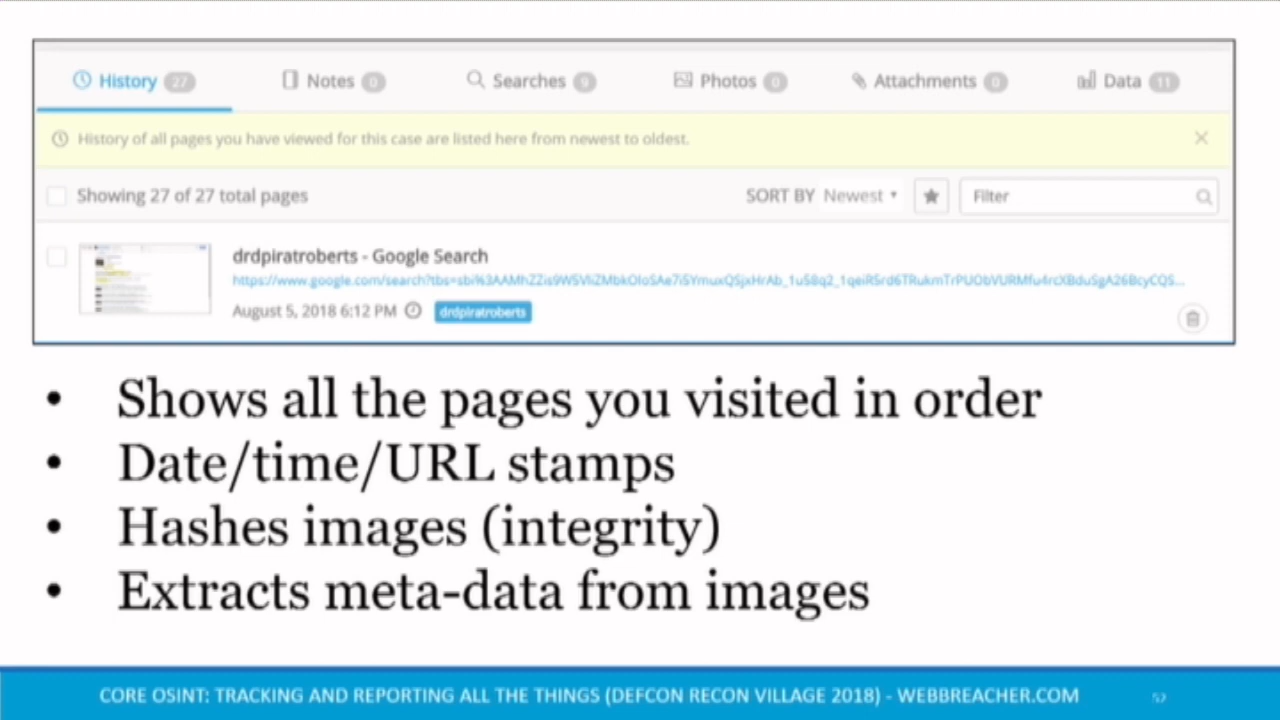 History 27 Notes 0 Searches 9 Photos 0 Attachments 0 Data 11
History of all pages you have viewed for this case are listed here from newest to oldest.
Showing 27 of 27 total pages SORT BY Newest Filter
drdpiratroberts - Google Search
August 5, 2018 6:12 PM drdpiratroberts
• Shows all the pages you visited in order
• Date/time/URL stamps
• Hashes images (integrity)
• Extracts meta-data from images
CORE OSINT: TRACKING AND REPORTING ALL THE THINGS (DEFCON RECON VILLAGE 2018) - WEBBREACHER.COM